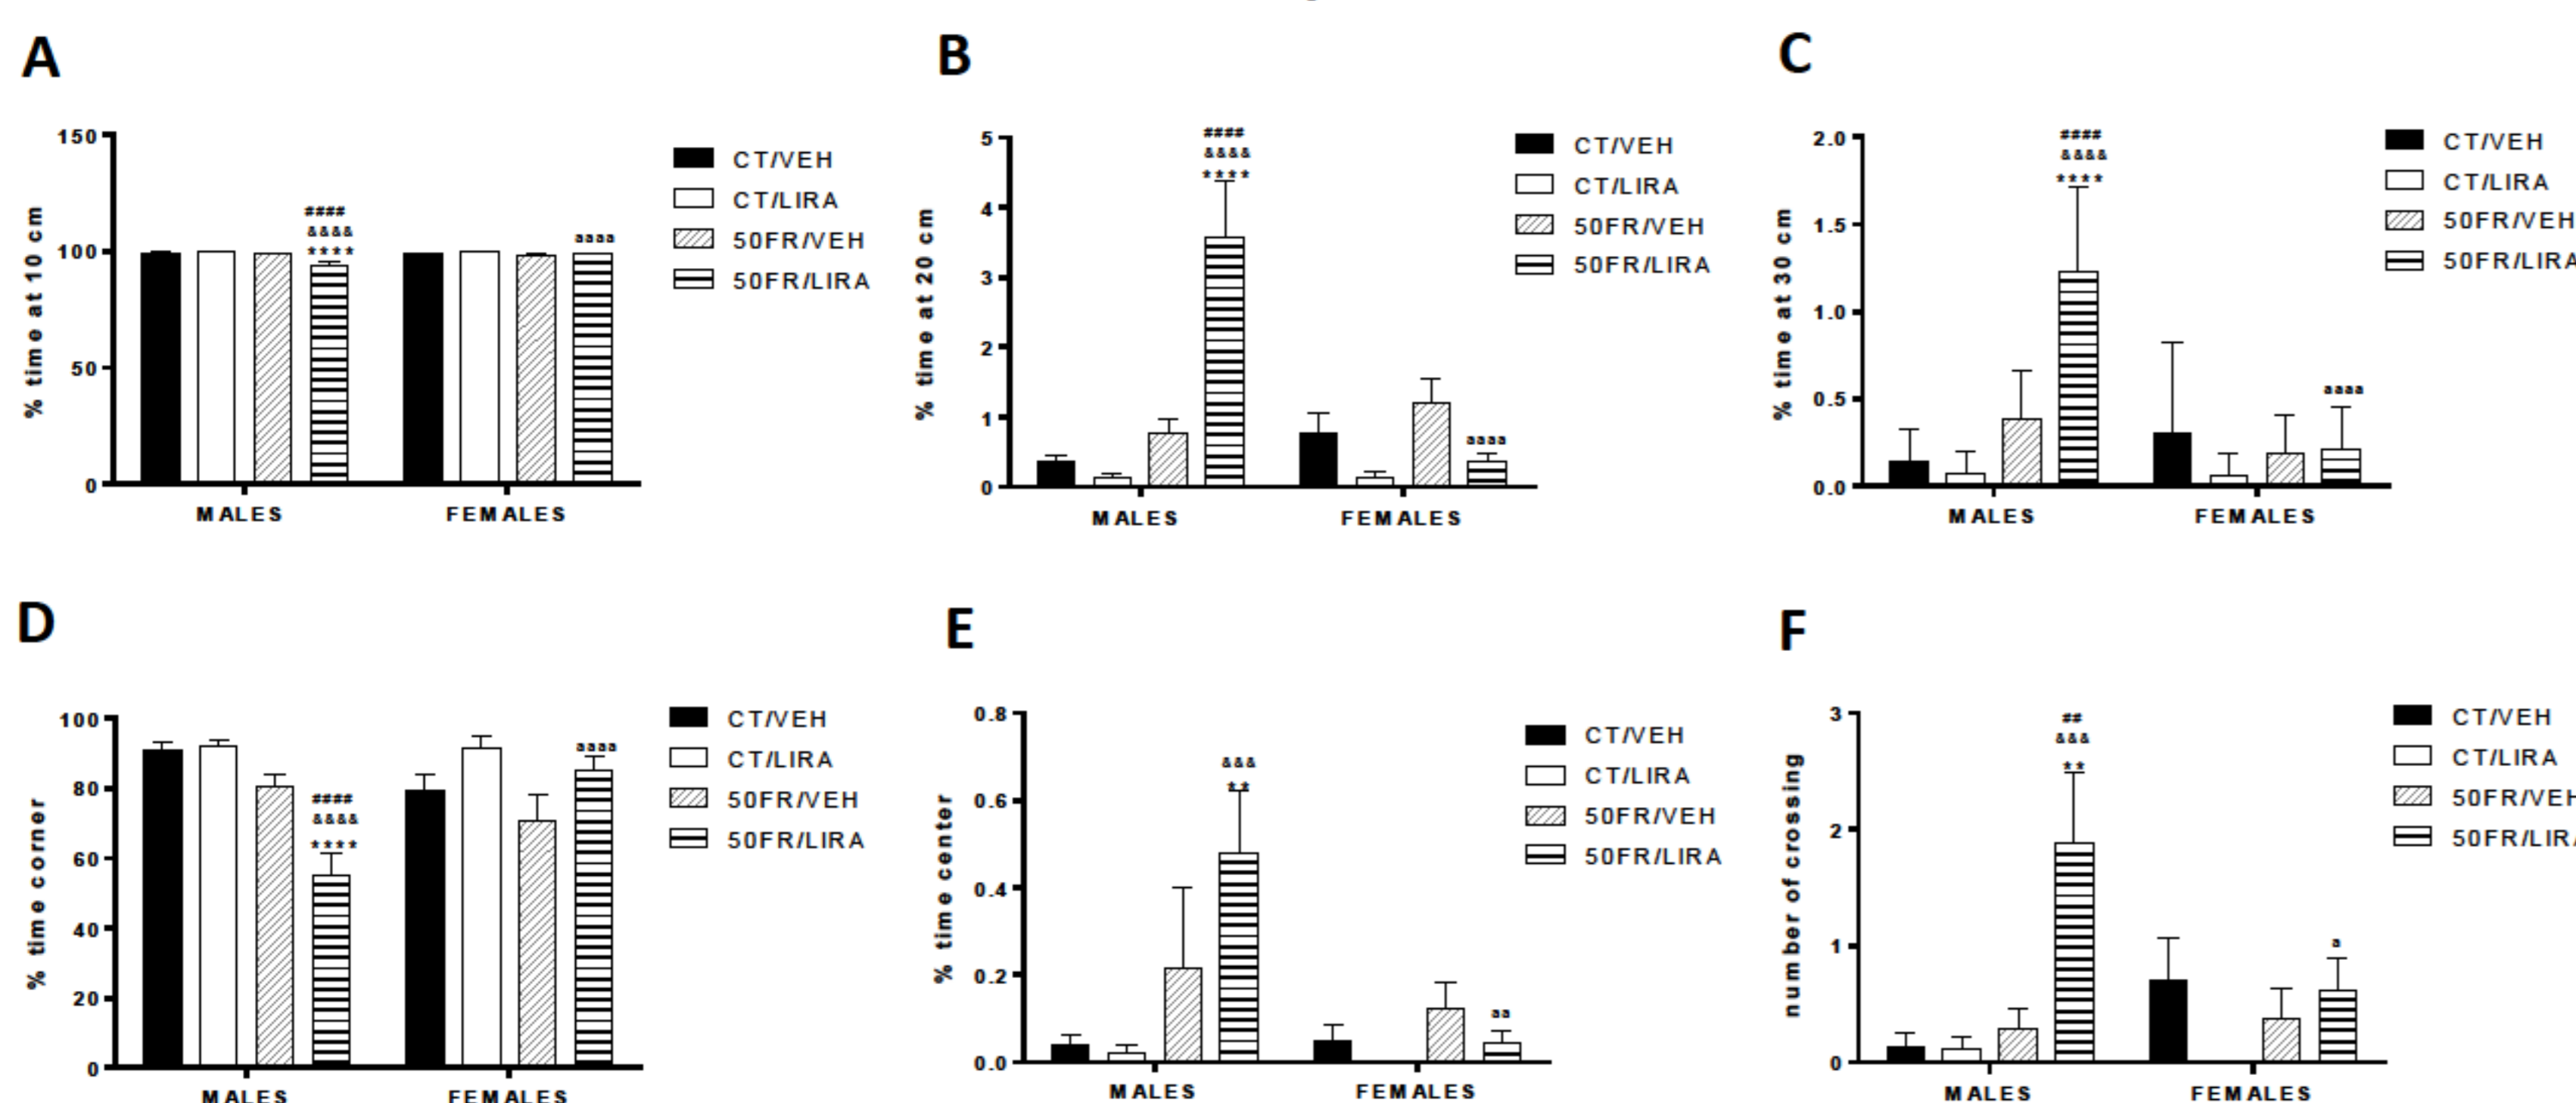 A
150
100
50
0
% time at 10 cm
####
&&&&
****
aaaa
MALES
FEMALES
CT/VEH
CT/LIRA
50FR/VEH
50FR/LIRA
B
5
4
3
2
1
0
% time at 20 cm
####
&&&&
****
aaaa
MALES
FEMALES
CT/VEH
CT/LIRA
50FR/VEH
50FR/LIRA
C
2.0
1.5
1.0
0.5
0.0
% time at 30 cm
####
&&&&
****
aaaa
MALES
FEMALES
CT/VEH
CT/LIRA
50FR/VEH
50FR/LIRA
D
100
80
60
40
20
0
% time corner
####
&&&&
****
aaaa
MALES
FEMALES
CT/VEH
CT/LIRA
50FR/VEH
50FR/LIRA
E
0.8
0.6
0.4
0.2
0.0
% time center
&&&
**
aa
MALES
FEMALES
CT/VEH
CT/LIRA
50FR/VEH
50FR/LIRA
F
3
2
1
0
number of crossing
##
&&&
**
a
MALES
FEMALES
CT/VEH
CT/LIRA
50FR/VEH
50FR/LIR